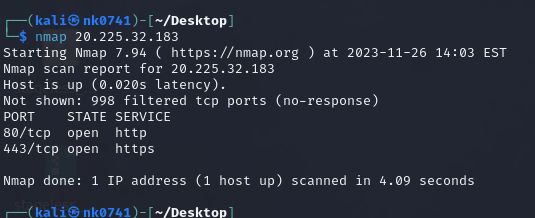 ┌──(kali㉿nk0741)-[~/Desktop]
└─$ nmap 20.225.32.183
Starting Nmap 7.94 ( https://nmap.org ) at 2023-11-26 14:03 EST
Nmap scan report for 20.225.32.183
Host is up (0.020s latency).
Not shown: 998 filtered tcp ports (no-response)
PORT    STATE SERVICE
80/tcp  open  http
443/tcp open  https
Nmap done: 1 IP address (1 host up) scanned in 4.09 seconds
┌──(kali㉿nk0741)-[~/Desktop]